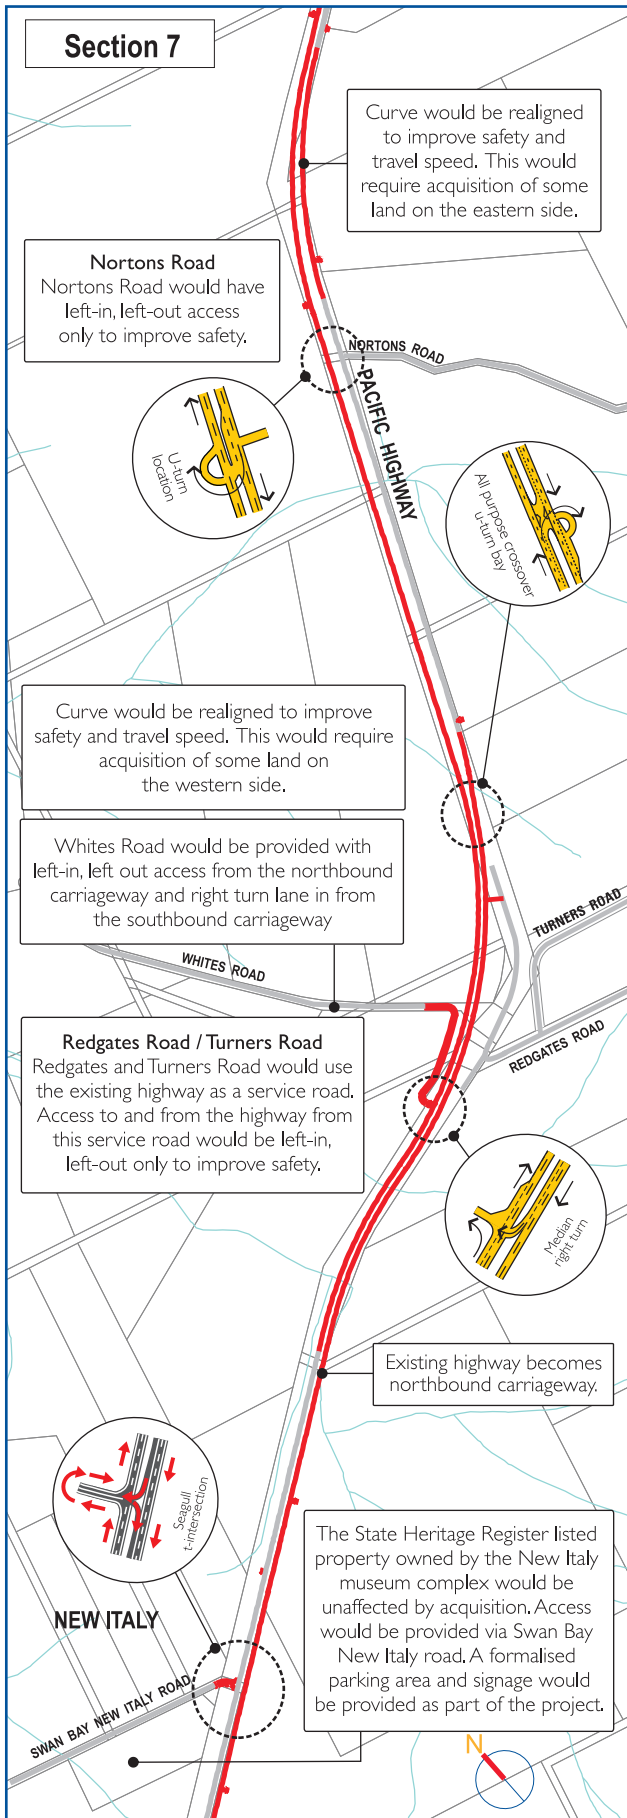 Section 7
Curve would be realigned
to improve safety and
travel speed. This would
require acquisition of some
land on the eastern side.
Nortons Road
Nortons Road would have
left-in, left-out access
only to improve safety.
NORTONS ROAD
PACIFIC HIGHWAY
U-turn
location
All purpose crossover
u-turn bay
Curve would be realigned to improve
safety and travel speed. This would require
acquisition of some land on
the western side.
Whites Road would be provided with
left-in, left out access from the northbound
carriageway and right turn lane in from
the southbound carriageway
TURNERS ROAD
WHITES ROAD
REDGATES ROAD
Redgates Road / Turners Road
Redgates and Turners Road would use
the existing highway as a service road.
Access to and from the highway from
this service road would be left-in,
left-out only to improve safety.
Median
right turn
Existing highway becomes
northbound carriageway.
Seagull
t-intersection
The State Heritage Register listed
property owned by the New Italy
museum complex would be
unaffected by acquisition. Access
would be provided via Swan Bay
New Italy road. A formalised
parking area and signage would
be provided as part of the project.
NEW ITALY
SWAN BAY NEW ITALY ROAD
N